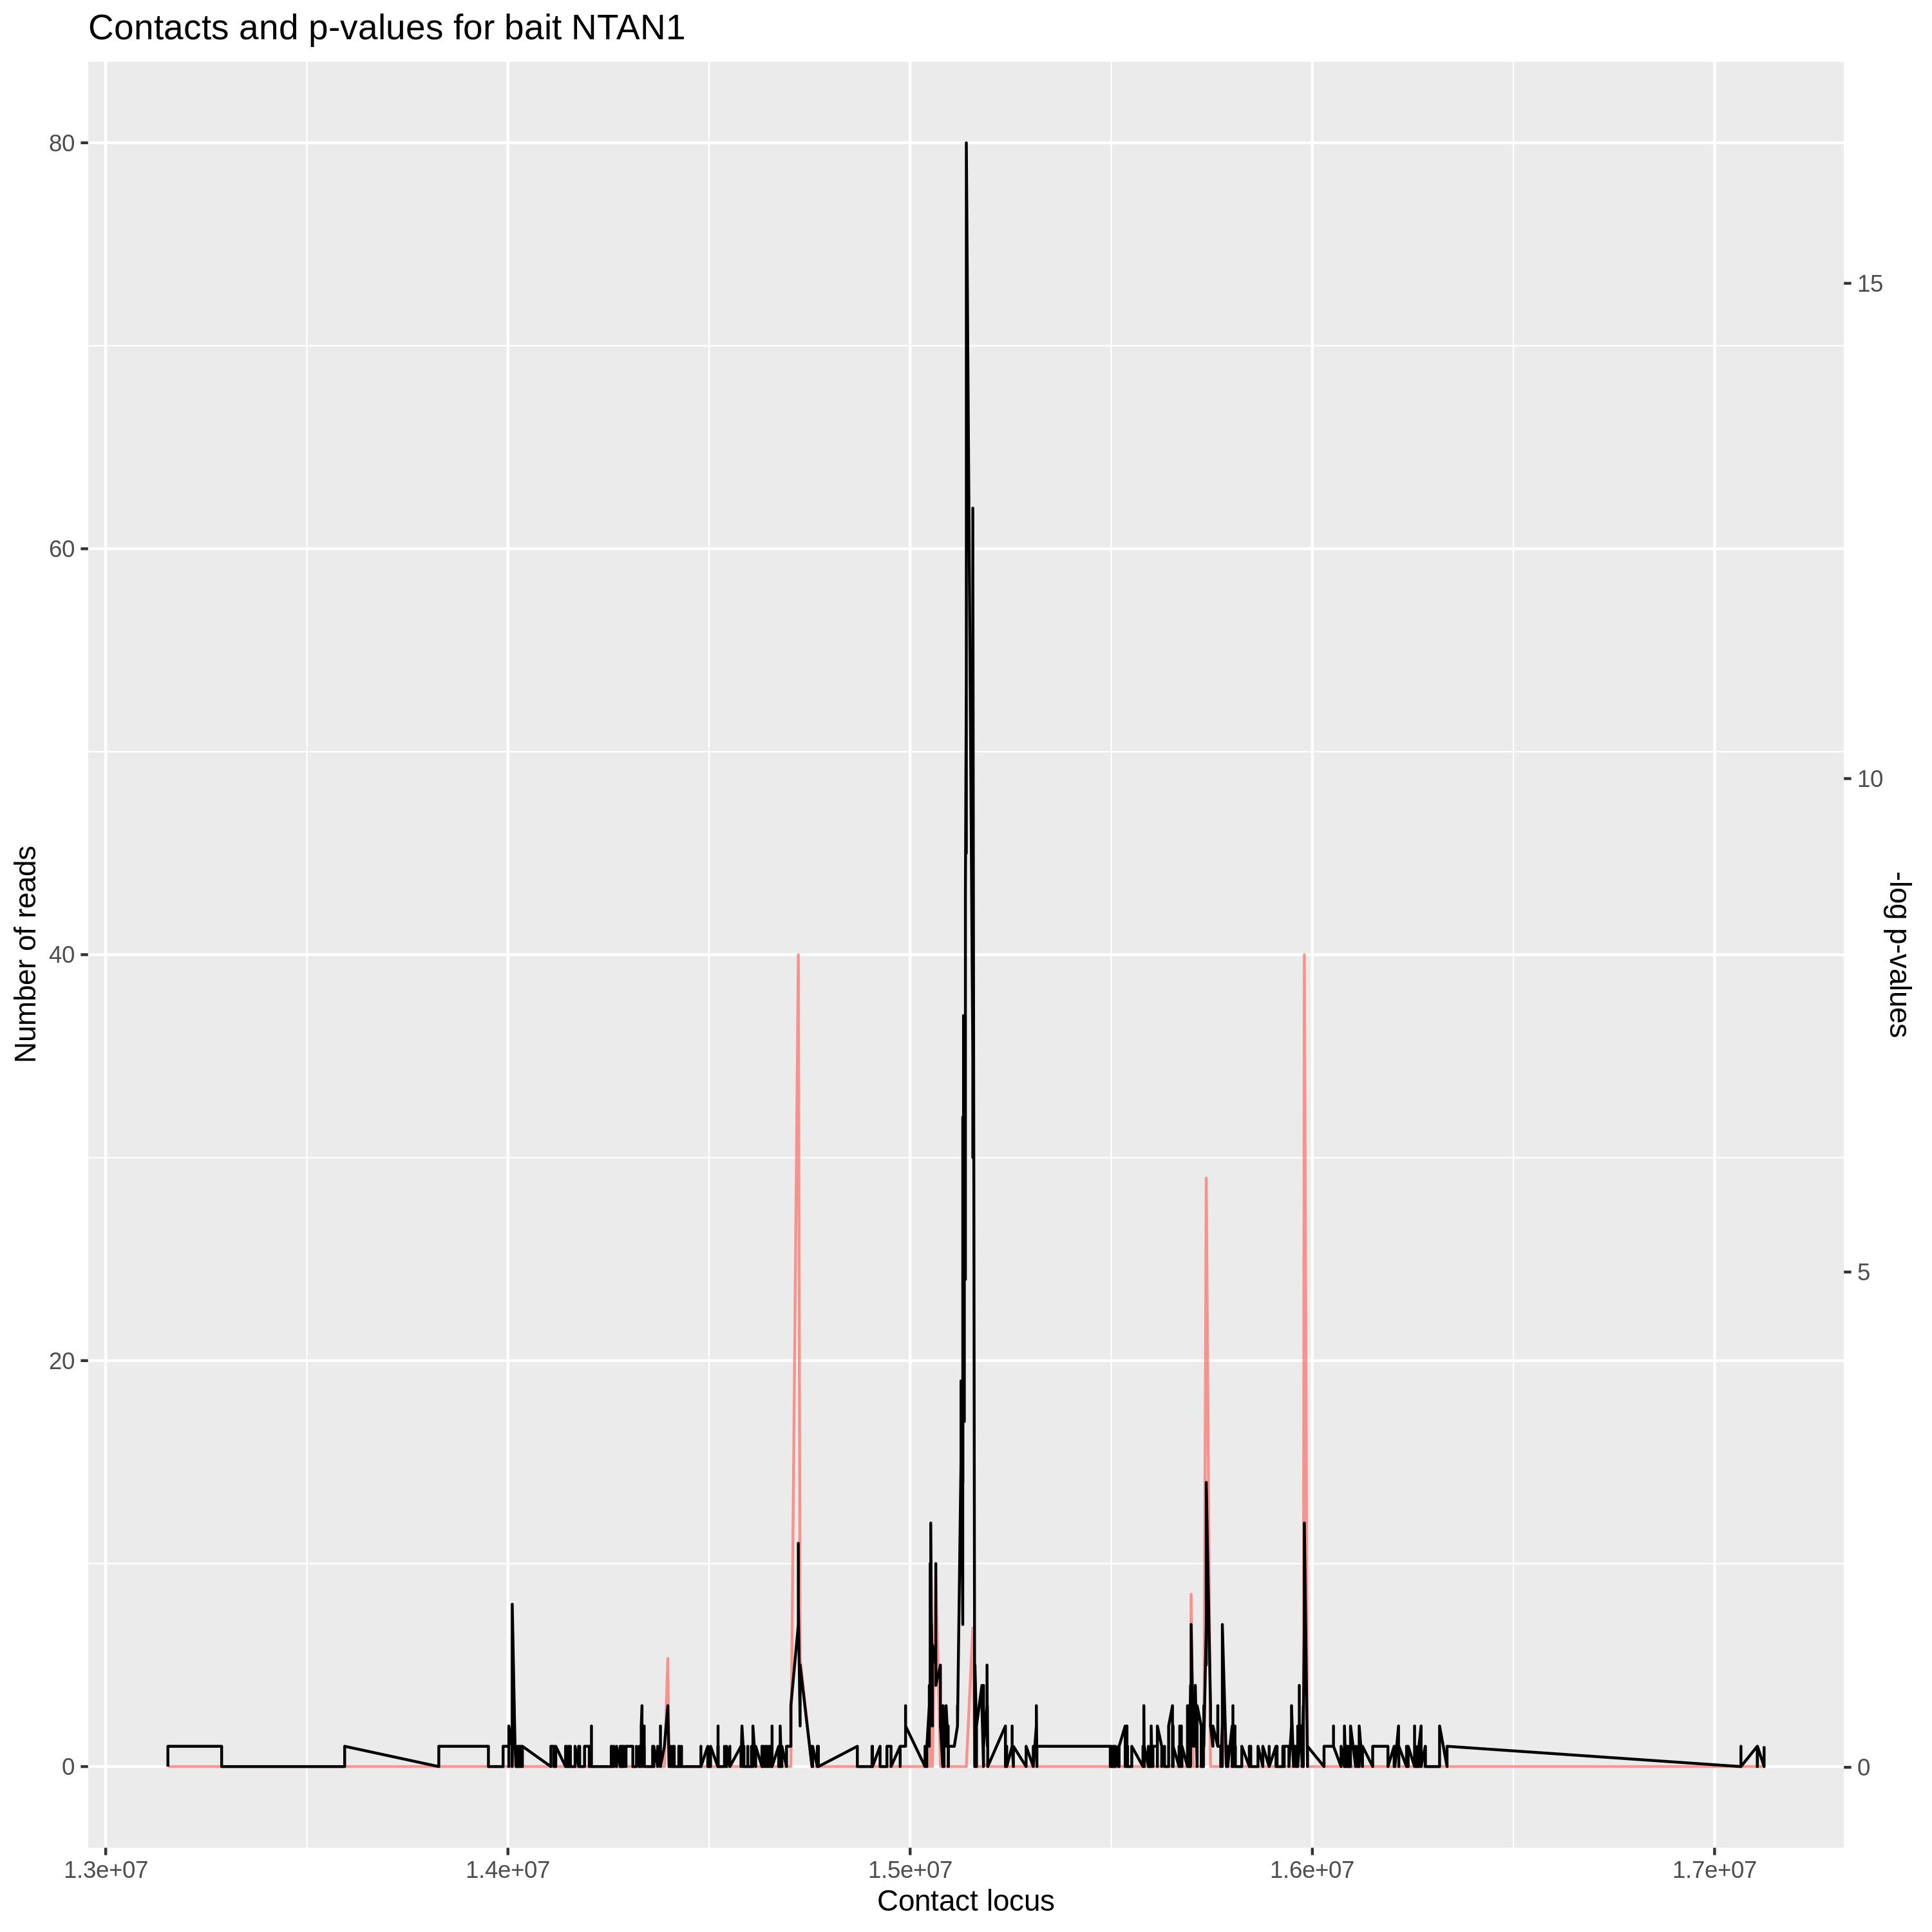 Contacts and p-values for bait NTAN1
80
60
40
20
0
15
10
5
0
Number of reads
-log p-values
1.3e+07
1.4e+07
1.5e+07
1.6e+07
1.7e+07
Contact locus